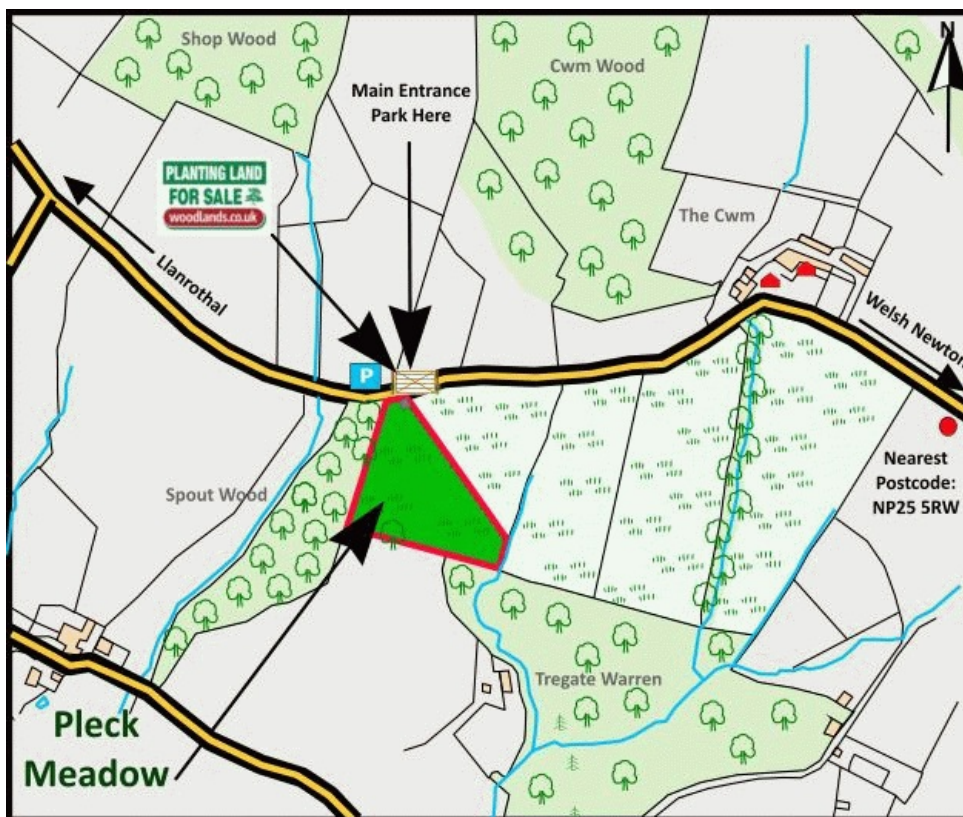 Shop Wood
Cwm Wood
N
Main Entrance
Park Here
PLANTING LAND
FOR SALE
woodlands.co.uk
The Cwm
Llanrothal
Welsh Newton
P
Nearest
Postcode:
NP25 5RW
Spout Wood
Tregate Warren
Pleck
Meadow